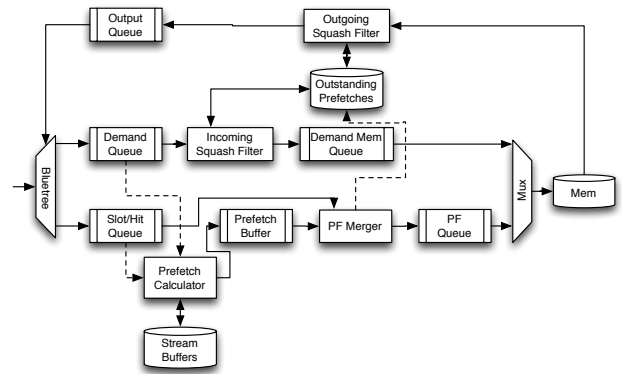 Output
Queue
Outgoing
Squash Filter
Outstanding
Prefetches
Bluetree
Demand
Queue
Incoming
Squash Filter
Demand Mem
Queue
Mux
Mem
Slot/Hit
Queue
Prefetch
Buffer
PF Merger
PF
Queue
Prefetch
Calculator
Stream
Buffers